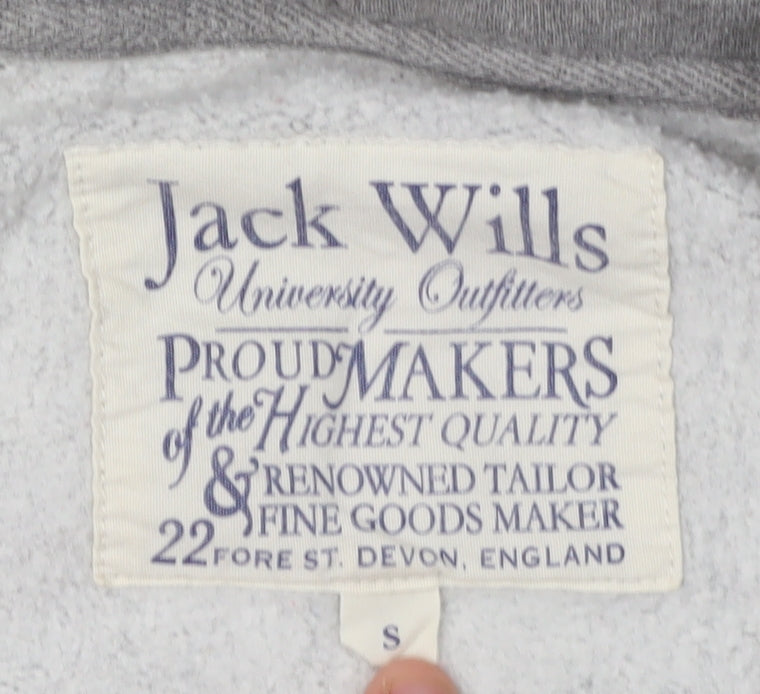 Jack Wills
University Outfitters
PROUD MAKERS
of the HIGHEST QUALITY
& RENOWNED TAILOR
FINE GOODS MAKER
22 FORE ST. DEVON, ENGLAND
S